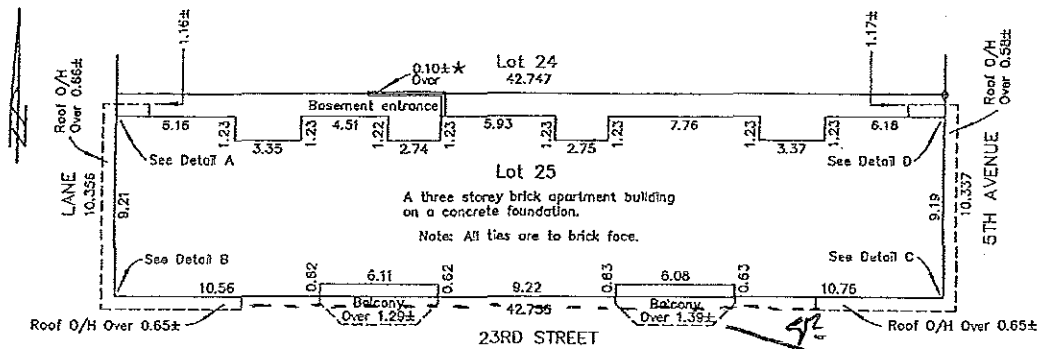 1.16±
1.17±
Roof O/H
Over 0.66±
Roof O/H
Over 0.58±
0.10±★
Over
Lot 24
42.747
Basement entrance
6.16
1.23
3.35
1.23
4.51
1.23
2.74
1.23
5.93
1.23
2.75
1.23
7.76
1.23
3.37
1.23
6.18
See Detail A
See Detail D
Lot 25
LANE
10.356
9.21
A three storey brick apartment building
on a concrete foundation.
Note: All ties are to brick face.
9.19
10.337
5TH AVENUE
See Detail B
See Detail C
10.56
0.62
6.11
0.62
9.22
0.63
6.08
0.63
10.76
Balcony
Over 1.29±
Balcony
Over 1.39±
Roof O/H Over 0.65±
Roof O/H Over 0.65±
23RD STREET